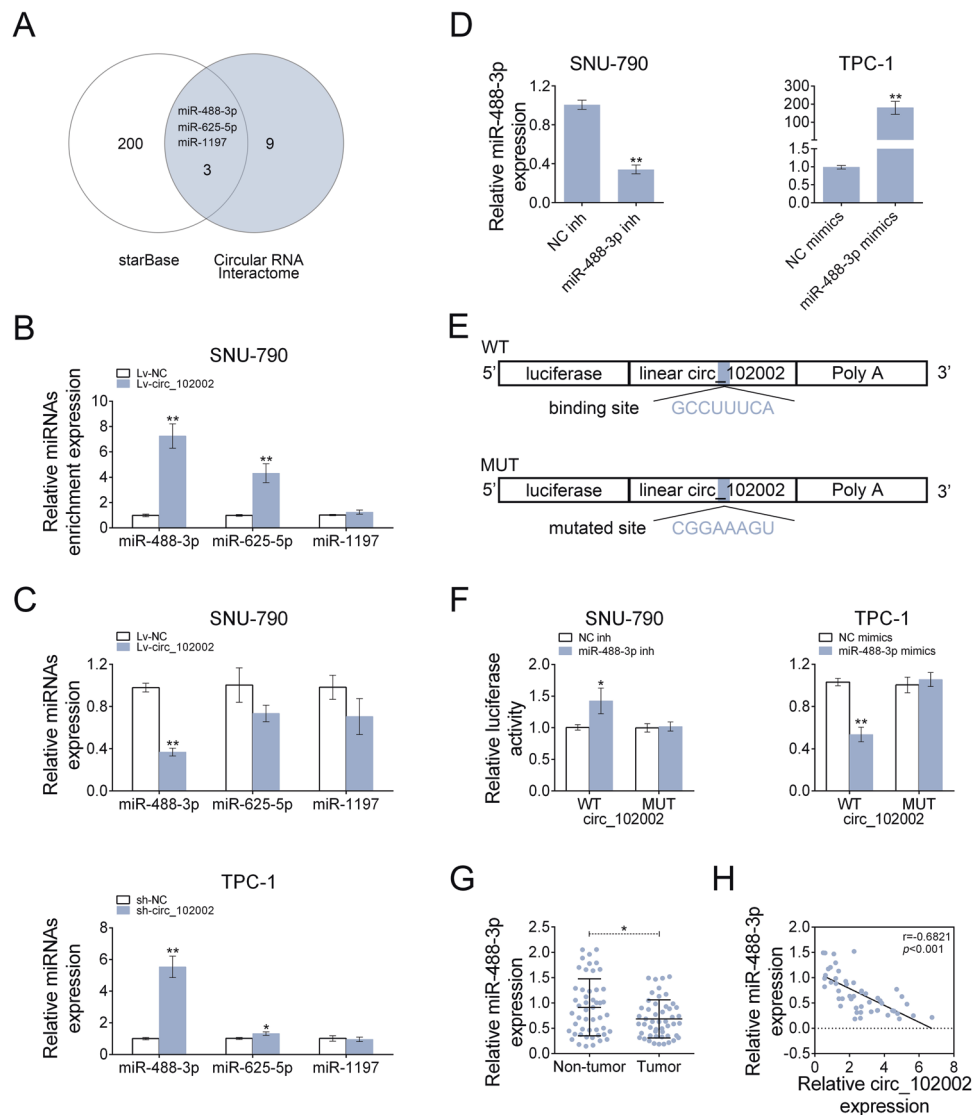 A
miR-488-3p
miR-625-5p
miR-1197
200
3
9
starBase
Circular RNA
Interactome
B
SNU-790
Lv-NC
Lv-circ_102002
Relative miRNAs
enrichment expression
10
8
6
4
2
0
**
**
miR-488-3p
miR-625-5p
miR-1197
C
SNU-790
Lv-NC
Lv-circ_102002
Relative miRNAs
expression
1.2
0.8
0.4
0.0
**
miR-488-3p
miR-625-5p
miR-1197
TPC-1
sh-NC
sh-circ_102002
Relative miRNAs
expression
8
6
4
2
0
**
*
miR-488-3p
miR-625-5p
miR-1197
D
SNU-790
Relative miR-488-3p
expression
1.2
0.8
0.4
0.0
**
NC inh
miR-488-3p inh
TPC-1
300
200
100
1.5
1.0
0.5
0.0
**
NC mimics
miR-488-3p mimics
E
WT
5’
luciferase
linear circ_102002
Poly A
3’
binding site
GCCUUUCA
MUT
5’
luciferase
linear circ_102002
Poly A
3’
mutated site
CGGAAAGU
F
SNU-790
NC inh
miR-488-3p inh
Relative luciferase
activity
2.0
1.5
1.0
0.5
0.0
*
WT
MUT
circ_102002
TPC-1
NC mimics
miR-488-3p mimics
1.2
0.8
0.4
0.0
**
WT
MUT
circ_102002
G
Relative miR-488-3p
expression
2.5
2.0
1.5
1.0
0.5
0.0
*
Non-tumor
Tumor
H
Relative miR-488-3p
expression
2.0
1.5
1.0
0.5
0.0
-0.5
r=-0.6821
p<0.001
0
2
4
6
8
Relative circ_102002
expression